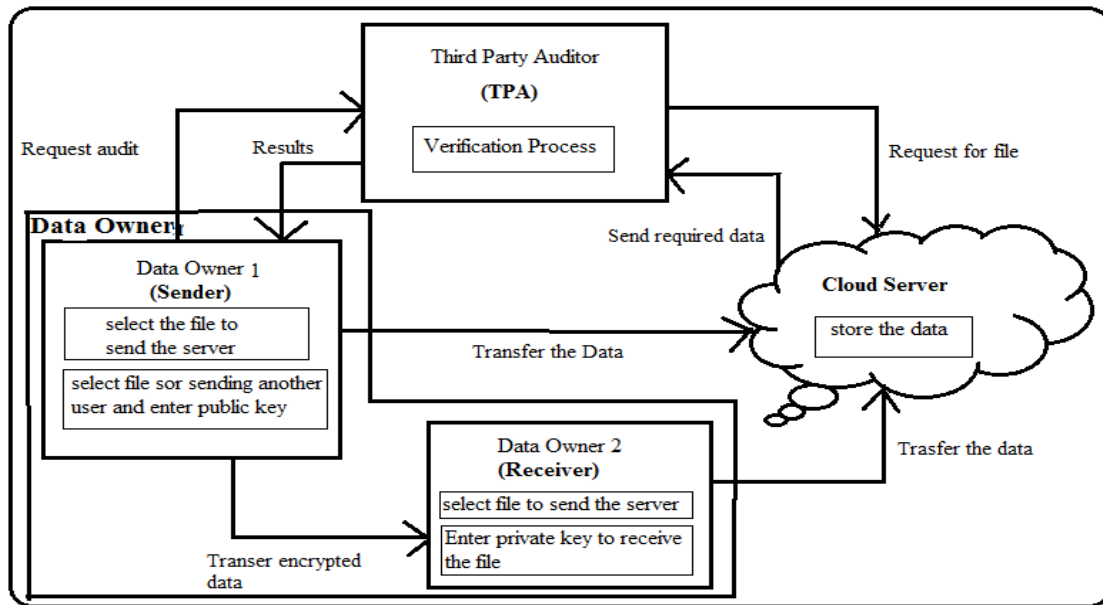 Third Party Auditor
(TPA)
Verification Process
Request audit
Results
Request for file
Send required data
Data Owner
Data Owner 1
(Sender)
select the file to
send the server
select file sor sending another
user and enter public key
Transfer the Data
Cloud Server
store the data
Data Owner 2
(Receiver)
select file to send the server
Enter private key to receive
the file
Trasfer the data
Transer encrypted
data